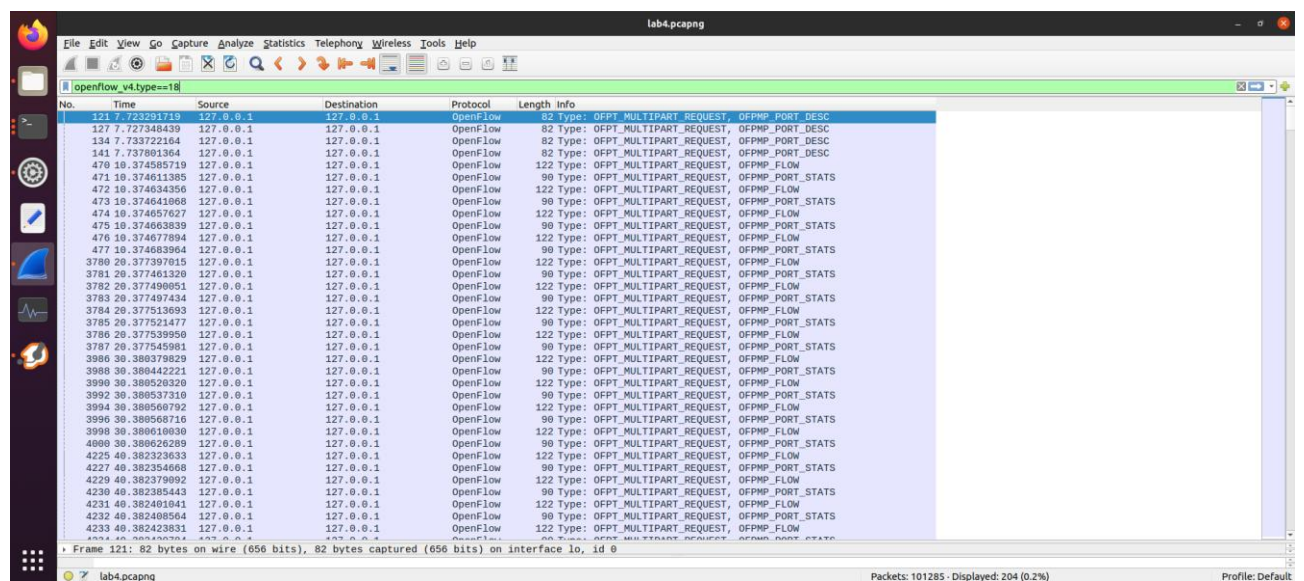 lab4.pcapng
File Edit View Go Capture Analyze Statistics Telephony Wireless Tools Help
openflow_v4.type==18
No. Time Source Destination Protocol Length Info
121 7.723291719 127.0.0.1 127.0.0.1 OpenFlow 82 Type: OFPT_MULTIPART_REQUEST, OFPMP_PORT_DESC
127 7.727348439 127.0.0.1 127.0.0.1 OpenFlow 82 Type: OFPT_MULTIPART_REQUEST, OFPMP_PORT_DESC
134 7.733722164 127.0.0.1 127.0.0.1 OpenFlow 82 Type: OFPT_MULTIPART_REQUEST, OFPMP_PORT_DESC
141 7.737801364 127.0.0.1 127.0.0.1 OpenFlow 82 Type: OFPT_MULTIPART_REQUEST, OFPMP_PORT_DESC
470 10.374585719 127.0.0.1 127.0.0.1 OpenFlow 122 Type: OFPT_MULTIPART_REQUEST, OFPMP_FLOW
471 10.374611385 127.0.0.1 127.0.0.1 OpenFlow 90 Type: OFPT_MULTIPART_REQUEST, OFPMP_PORT_STATS
472 10.374634356 127.0.0.1 127.0.0.1 OpenFlow 122 Type: OFPT_MULTIPART_REQUEST, OFPMP_FLOW
473 10.374641068 127.0.0.1 127.0.0.1 OpenFlow 90 Type: OFPT_MULTIPART_REQUEST, OFPMP_PORT_STATS
474 10.374657627 127.0.0.1 127.0.0.1 OpenFlow 122 Type: OFPT_MULTIPART_REQUEST, OFPMP_FLOW
475 10.374663839 127.0.0.1 127.0.0.1 OpenFlow 90 Type: OFPT_MULTIPART_REQUEST, OFPMP_PORT_STATS
476 10.374677894 127.0.0.1 127.0.0.1 OpenFlow 122 Type: OFPT_MULTIPART_REQUEST, OFPMP_FLOW
477 10.374683964 127.0.0.1 127.0.0.1 OpenFlow 90 Type: OFPT_MULTIPART_REQUEST, OFPMP_PORT_STATS
3780 20.377397015 127.0.0.1 127.0.0.1 OpenFlow 122 Type: OFPT_MULTIPART_REQUEST, OFPMP_FLOW
3781 20.377461320 127.0.0.1 127.0.0.1 OpenFlow 90 Type: OFPT_MULTIPART_REQUEST, OFPMP_PORT_STATS
3782 20.377490051 127.0.0.1 127.0.0.1 OpenFlow 122 Type: OFPT_MULTIPART_REQUEST, OFPMP_FLOW
3783 20.377497434 127.0.0.1 127.0.0.1 OpenFlow 90 Type: OFPT_MULTIPART_REQUEST, OFPMP_PORT_STATS
3784 20.377513693 127.0.0.1 127.0.0.1 OpenFlow 122 Type: OFPT_MULTIPART_REQUEST, OFPMP_FLOW
3785 20.377521477 127.0.0.1 127.0.0.1 OpenFlow 90 Type: OFPT_MULTIPART_REQUEST, OFPMP_PORT_STATS
3786 20.377539950 127.0.0.1 127.0.0.1 OpenFlow 122 Type: OFPT_MULTIPART_REQUEST, OFPMP_FLOW
3787 20.377545981 127.0.0.1 127.0.0.1 OpenFlow 90 Type: OFPT_MULTIPART_REQUEST, OFPMP_PORT_STATS
3986 30.380379829 127.0.0.1 127.0.0.1 OpenFlow 122 Type: OFPT_MULTIPART_REQUEST, OFPMP_FLOW
3988 30.380442221 127.0.0.1 127.0.0.1 OpenFlow 90 Type: OFPT_MULTIPART_REQUEST, OFPMP_PORT_STATS
3990 30.380520320 127.0.0.1 127.0.0.1 OpenFlow 122 Type: OFPT_MULTIPART_REQUEST, OFPMP_FLOW
3992 30.380537310 127.0.0.1 127.0.0.1 OpenFlow 90 Type: OFPT_MULTIPART_REQUEST, OFPMP_PORT_STATS
3994 30.380560792 127.0.0.1 127.0.0.1 OpenFlow 122 Type: OFPT_MULTIPART_REQUEST, OFPMP_FLOW
3996 30.380568716 127.0.0.1 127.0.0.1 OpenFlow 90 Type: OFPT_MULTIPART_REQUEST, OFPMP_PORT_STATS
3998 30.380610030 127.0.0.1 127.0.0.1 OpenFlow 122 Type: OFPT_MULTIPART_REQUEST, OFPMP_FLOW
4000 30.380626289 127.0.0.1 127.0.0.1 OpenFlow 90 Type: OFPT_MULTIPART_REQUEST, OFPMP_PORT_STATS
4225 40.382323633 127.0.0.1 127.0.0.1 OpenFlow 122 Type: OFPT_MULTIPART_REQUEST, OFPMP_FLOW
4227 40.382354668 127.0.0.1 127.0.0.1 OpenFlow 90 Type: OFPT_MULTIPART_REQUEST, OFPMP_PORT_STATS
4229 40.382379092 127.0.0.1 127.0.0.1 OpenFlow 122 Type: OFPT_MULTIPART_REQUEST, OFPMP_FLOW
4230 40.382385443 127.0.0.1 127.0.0.1 OpenFlow 90 Type: OFPT_MULTIPART_REQUEST, OFPMP_PORT_STATS
4231 40.382401041 127.0.0.1 127.0.0.1 OpenFlow 122 Type: OFPT_MULTIPART_REQUEST, OFPMP_FLOW
4232 40.382408564 127.0.0.1 127.0.0.1 OpenFlow 90 Type: OFPT_MULTIPART_REQUEST, OFPMP_PORT_STATS
4233 40.382423831 127.0.0.1 127.0.0.1 OpenFlow 122 Type: OFPT_MULTIPART_REQUEST, OFPMP_FLOW
Frame 121: 82 bytes on wire (656 bits), 82 bytes captured (656 bits) on interface lo, id 0
lab4.pcapng Packets: 101285 · Displayed: 204 (0.2%) Profile: Default